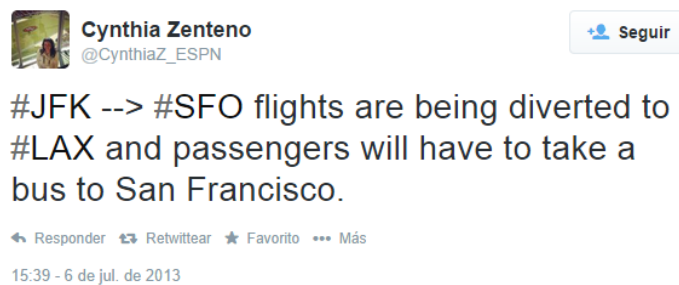 Cynthia Zenteno
@CynthiaZ_ESPN
Seguir
#JFK --> #SFO flights are being diverted to
#LAX and passengers will have to take a
bus to San Francisco.
Responder Retwittear Favorito ••• Más
15:39 - 6 de jul. de 2013